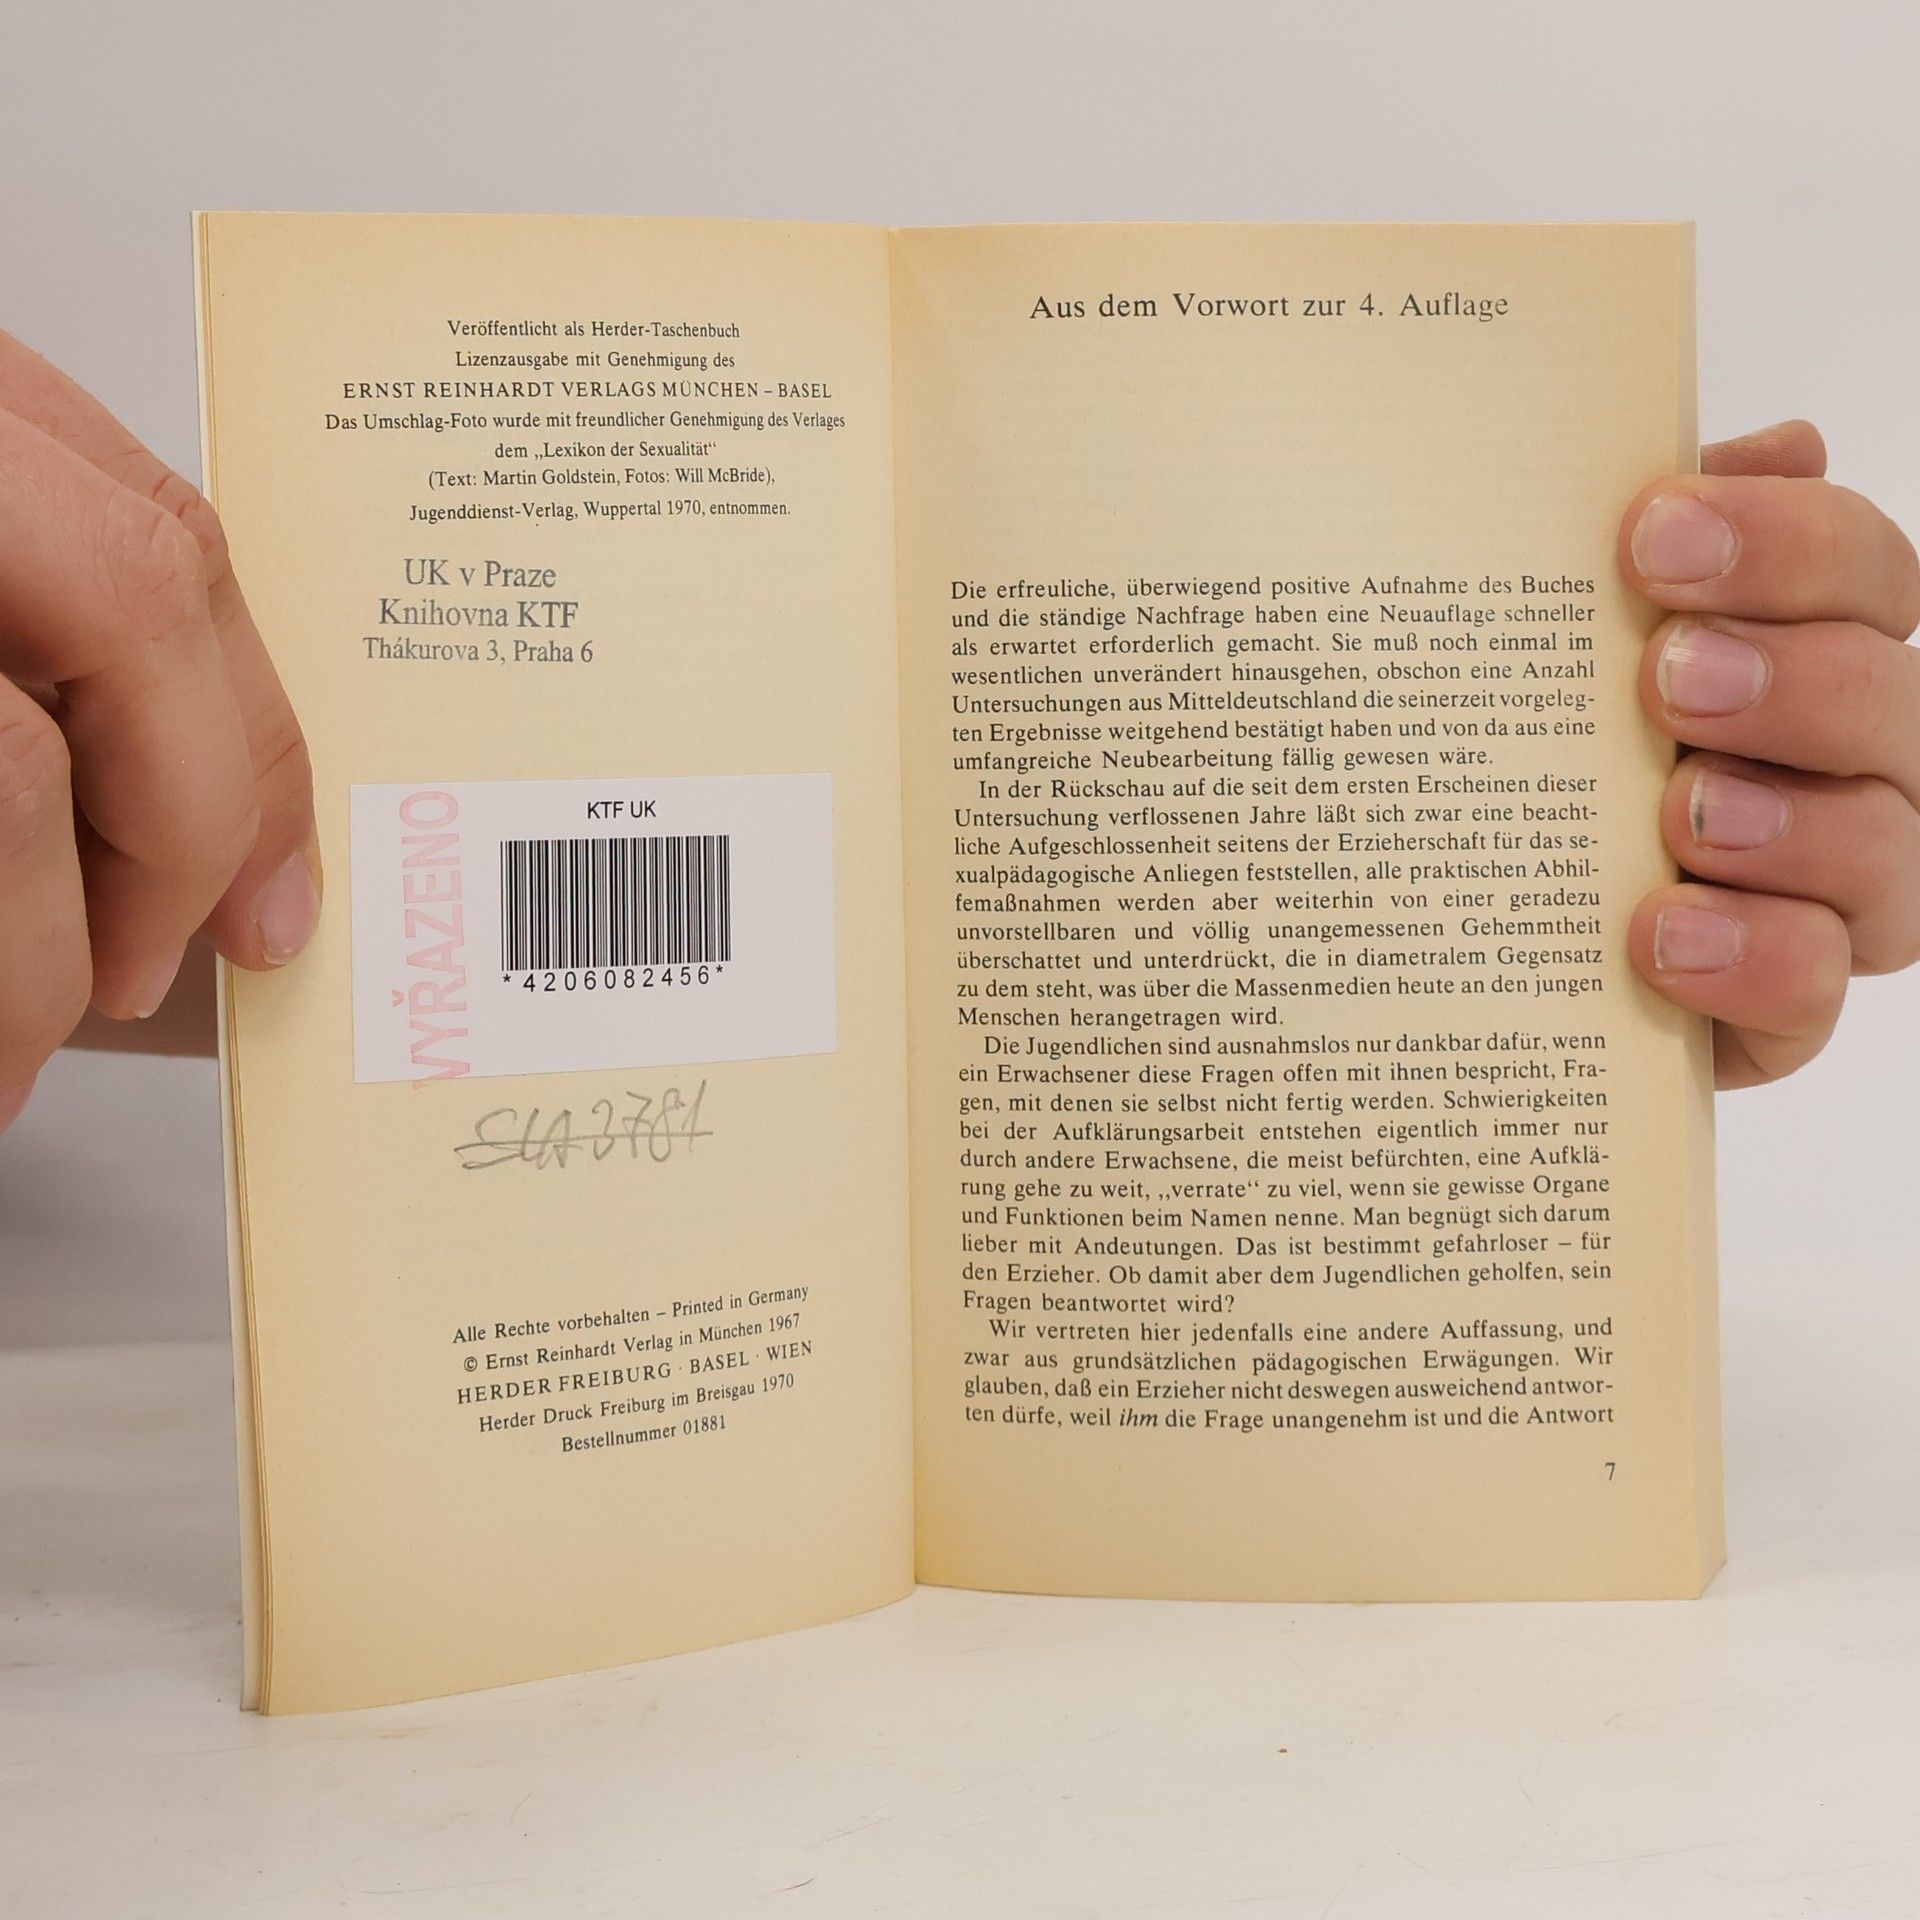 Veröffentlicht als Herder-Taschenbuch
Lizenzausgabe mit Genehmigung des
ERNST REINHARDT VERLAGS MÜNCHEN – BASEL
Das Umschlag-Foto wurde mit freundlicher Genehmigung des Verlages
dem „Lexikon der Sexualität“
(Text: Martin Goldstein, Fotos: Will McBride),
Jugenddienst-Verlag, Wuppertal 1970, entnommen.
UK v Praze
Knihovna KTF
Thákurova 3, Praha 6
VYŘAZENO
KTF UK
*4206082456*
Alle Rechte vorbehalten – Printed in Germany
© Ernst Reinhardt Verlag in München 1967
HERDER FREIBURG · BASEL · WIEN
Herder Druck Freiburg im Breisgau 1970
Bestellnummer 01881
Aus dem Vorwort zur 4. Auflage
Die erfreuliche, überwiegend positive Aufnahme des Buches
und die ständige Nachfrage haben eine Neuauflage schneller
als erwartet erforderlich gemacht. Sie muß noch einmal im
wesentlichen unverändert hinausgehen, obschon eine Anzahl
Untersuchungen aus Mitteldeutschland die seinerzeit vorgeleg-
ten Ergebnisse weitgehend bestätigt haben und von da aus eine
umfangreiche Neubearbeitung fällig gewesen wäre.
In der Rückschau auf die seit dem ersten Erscheinen dieser
Untersuchung verflossenen Jahre läßt sich zwar eine beacht-
liche Aufgeschlossenheit seitens der Erzieherschaft für das se-
xualpädagogische Anliegen feststellen, alle praktischen Abhil-
femaßnahmen werden aber weiterhin von einer geradezu
unvorstellbaren und völlig unangemessenen Gehemmtheit
überschattet und unterdrückt, die in diametralem Gegensatz
zu dem steht, was über die Massenmedien heute an den jungen
Menschen herangetragen wird.
Die Jugendlichen sind ausnahmslos nur dankbar dafür, wenn
ein Erwachsener diese Fragen offen mit ihnen bespricht, Fra-
gen, mit denen sie selbst nicht fertig werden. Schwierigkeiten
bei der Aufklärungsarbeit entstehen eigentlich immer nur
durch andere Erwachsene, die meist befürchten, eine Aufklä-
rung gehe zu weit, „verrate“ zu viel, wenn sie gewisse Organe
und Funktionen beim Namen nenne. Man begnügt sich darum
lieber mit Andeutungen. Das ist bestimmt gefahrloser – für
den Erzieher. Ob damit aber dem Jugendlichen geholfen, sein
Fragen beantwortet wird?
Wir vertreten hier jedenfalls eine andere Auffassung, und
zwar aus grundsätzlichen pädagogischen Erwägungen. Wir
glauben, daß ein Erzieher nicht deswegen ausweichend antwor-
ten dürfe, weil ihm die Frage unangenehm ist und die Antwort
7